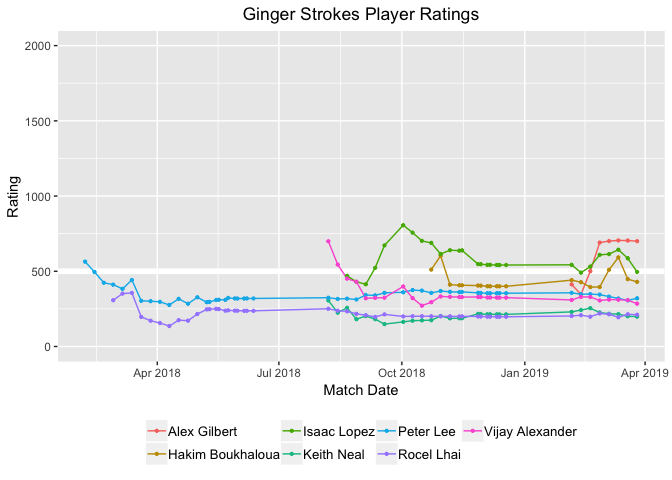 Ginger Strokes Player Ratings
2000
1500
1000
500
0
Rating
Apr 2018 Jul 2018 Oct 2018 Jan 2019 Apr 2019
Match Date
Alex Gilbert Isaac Lopez Peter Lee Vijay Alexander
Hakim Boukhaloua Keith Neal Rocel Lhai